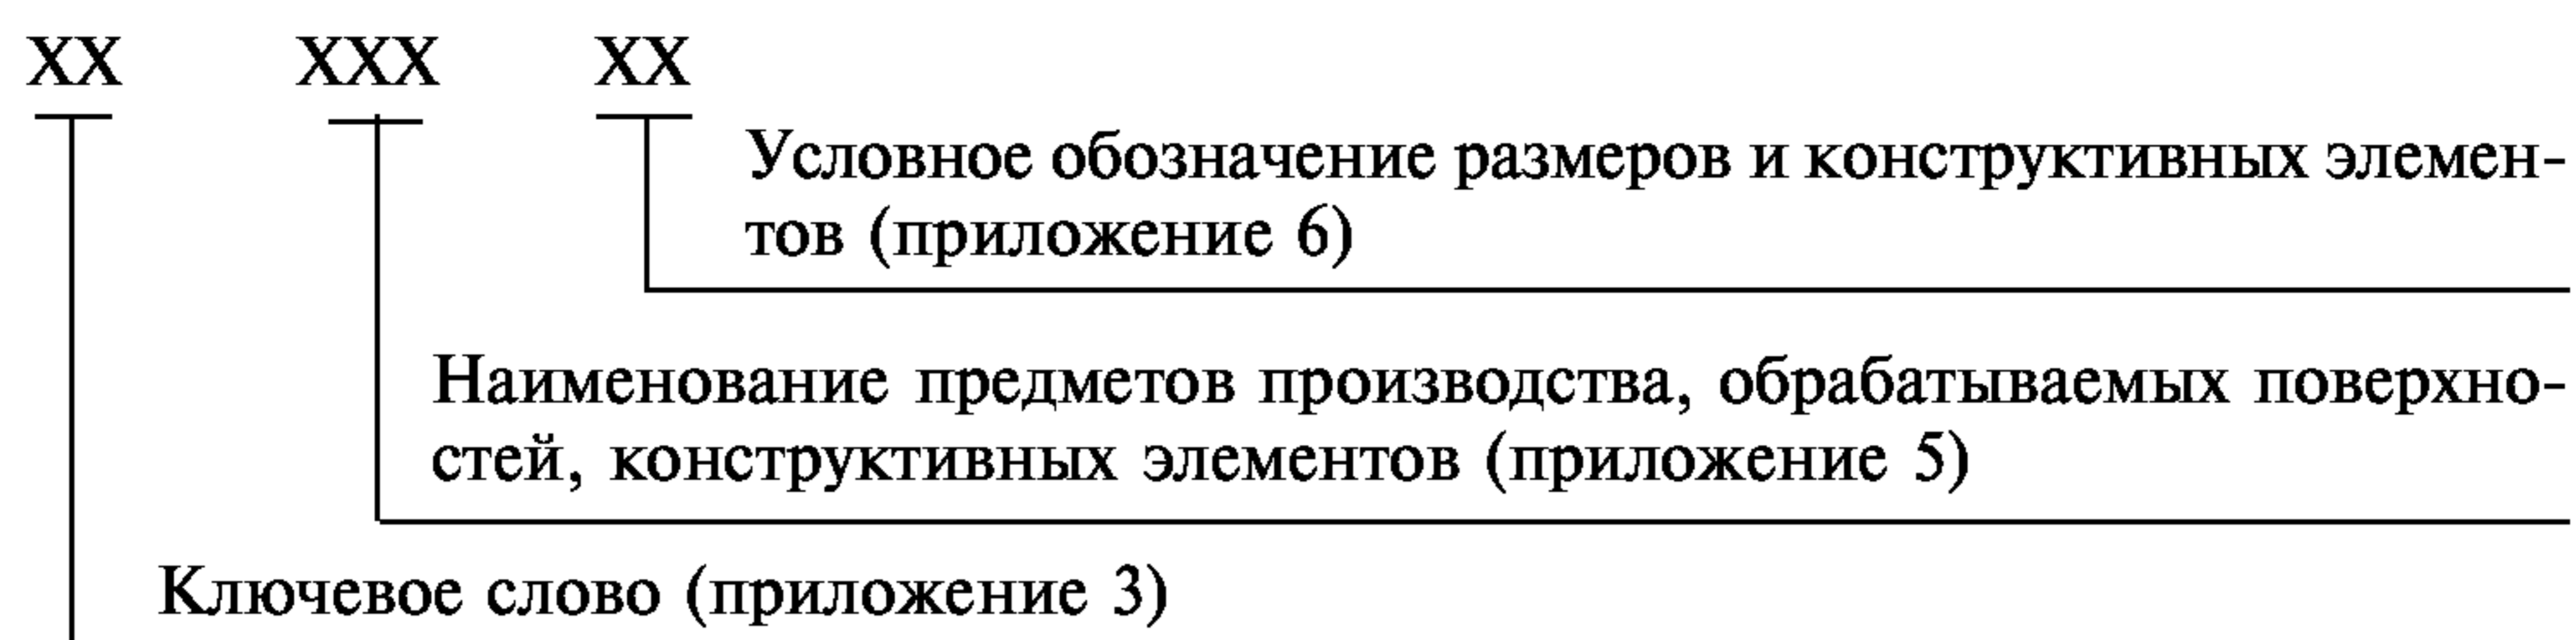 XX XXX XX
Условное обозначение размеров и конструктивных элемен-
тов (приложение 6)
Наименование предметов производства, обрабатываемых поверхно-
стей, конструктивных элементов (приложение 5)
Ключевое слово (приложение 3)